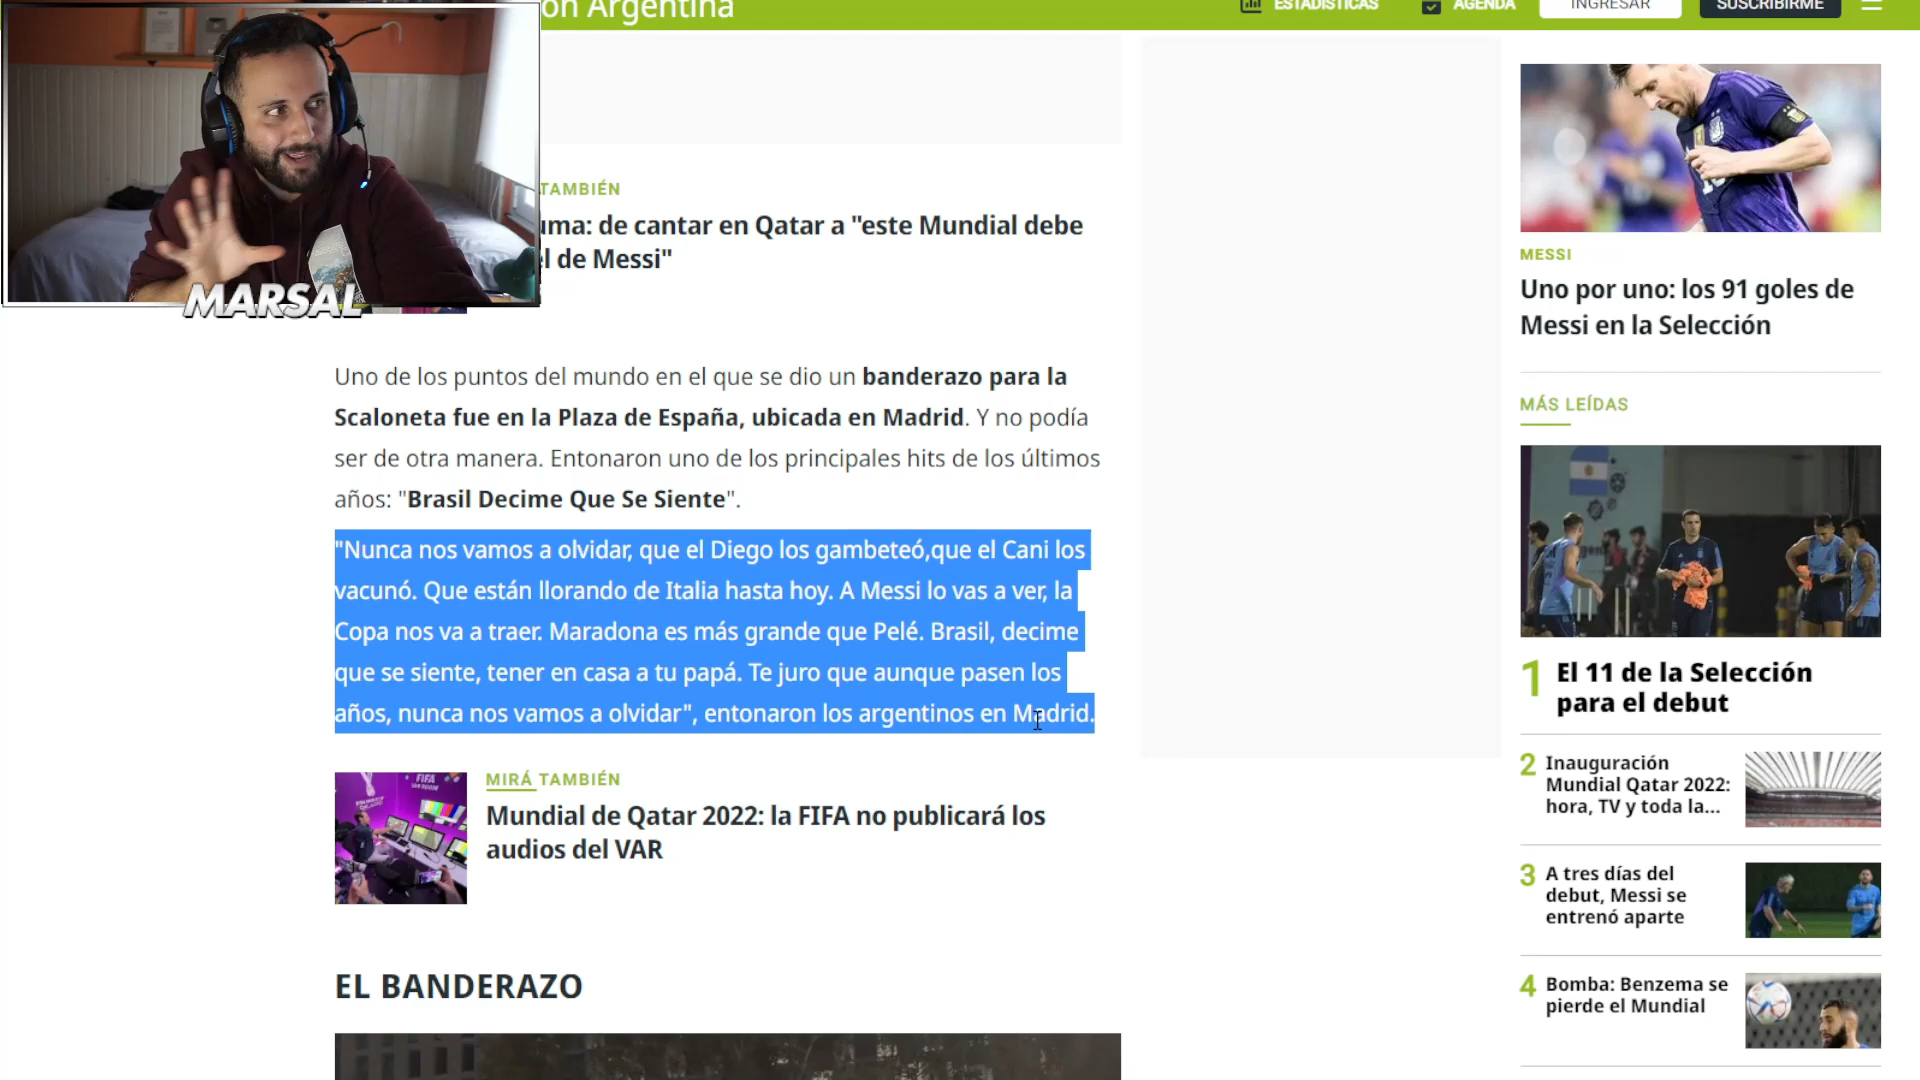 ón Argentina
ESTADÍSTICAS
AGENDA
INGRESAR
SUSCRIBIRME
MARSAL
TAMBIÉN
uma: de cantar en Qatar a "este Mundial debe
el de Messi"
Uno de los puntos del mundo en el que se dio un banderazo para la
Scaloneta fue en la Plaza de España, ubicada en Madrid. Y no podía
ser de otra manera. Entonaron uno de los principales hits de los últimos
años: "Brasil Decime Que Se Siente".
"Nunca nos vamos a olvidar, que el Diego los gambeteó,que el Cani los
vacunó. Que están llorando de Italia hasta hoy. A Messi lo vas a ver, la
Copa nos va a traer. Maradona es más grande que Pelé. Brasil, decime
que se siente, tener en casa a tu papá. Te juro que aunque pasen los
años, nunca nos vamos a olvidar", entonaron los argentinos en Madrid.
FIFA
MIRÁ TAMBIÉN
Mundial de Qatar 2022: la FIFA no publicará los
audios del VAR
EL BANDERAZO
MESSI
Uno por uno: los 91 goles de
Messi en la Selección
MÁS LEÍDAS
1 El 11 de la Selección
para el debut
2 Inauguración
Mundial Qatar 2022:
hora, TV y toda la...
3 A tres días del
debut, Messi se
entrenó aparte
4 Bomba: Benzema se
pierde el Mundial